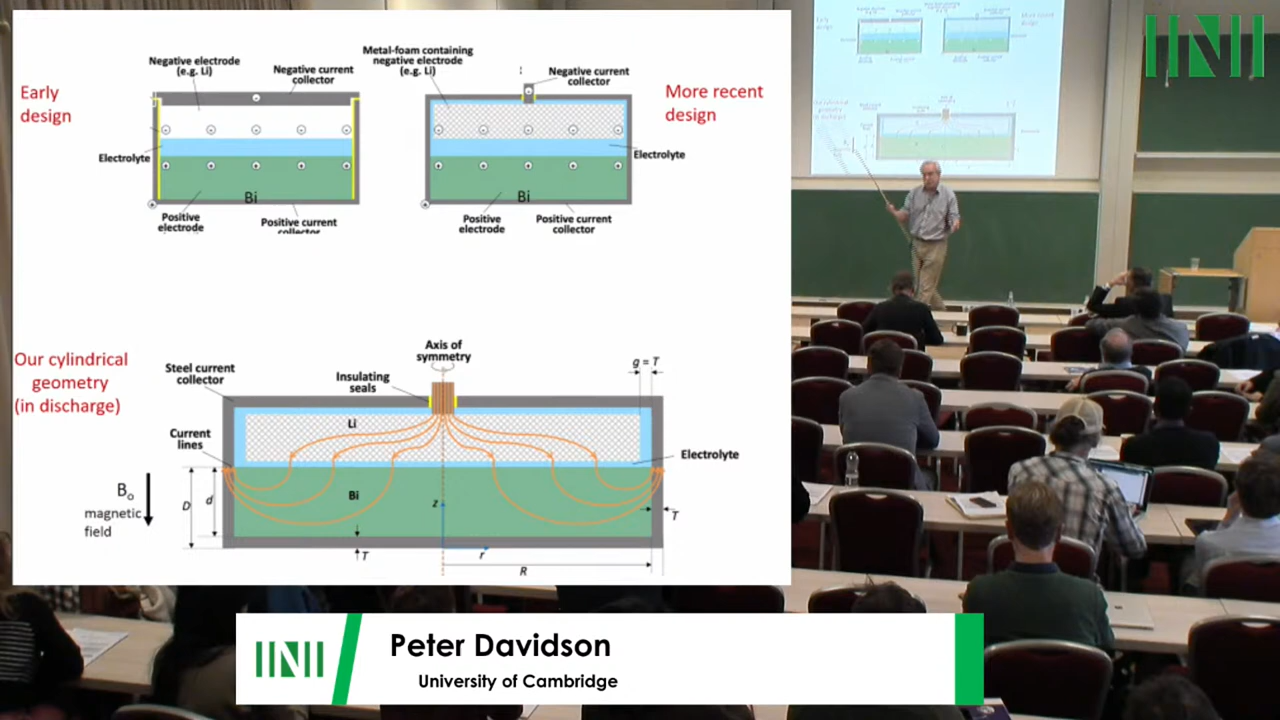 Early
design
Negative electrode
(e.g. Li)
Negative current
collector
Electrolyte
Bi
Positive
electrode
Positive current
collector
Metal-foam containing
negative electrode
(e.g. Li)
Negative current
collector
More recent
design
Electrolyte
Bi
Positive
electrode
Positive current
collector
Our cylindrical
geometry
(in discharge)
Axis of
symmetry
g = T
Steel current
collector
Insulating
seals
Li
Current
lines
Electrolyte
Bo
magnetic
field
D
d
Bi
z
T
T
r
R
Peter Davidson
University of Cambridge